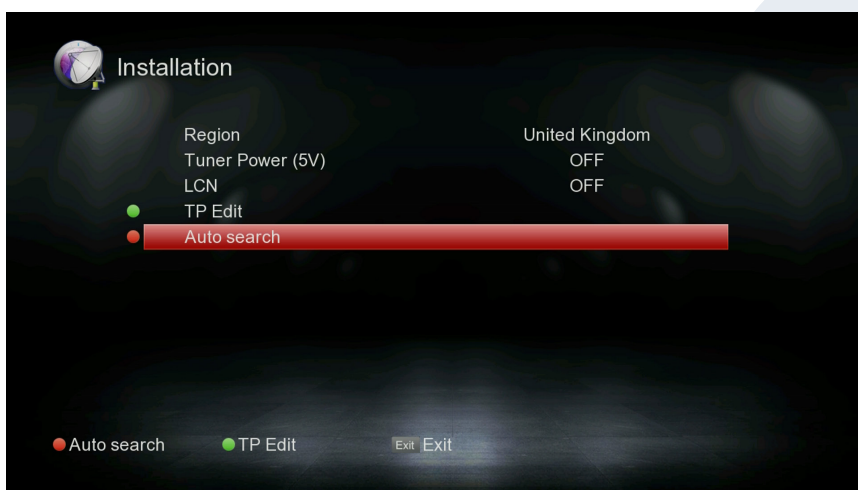 Installation
Region United Kingdom
Tuner Power (5V) OFF
LCN OFF
TP Edit
Auto search
Auto search TP Edit Exit Exit